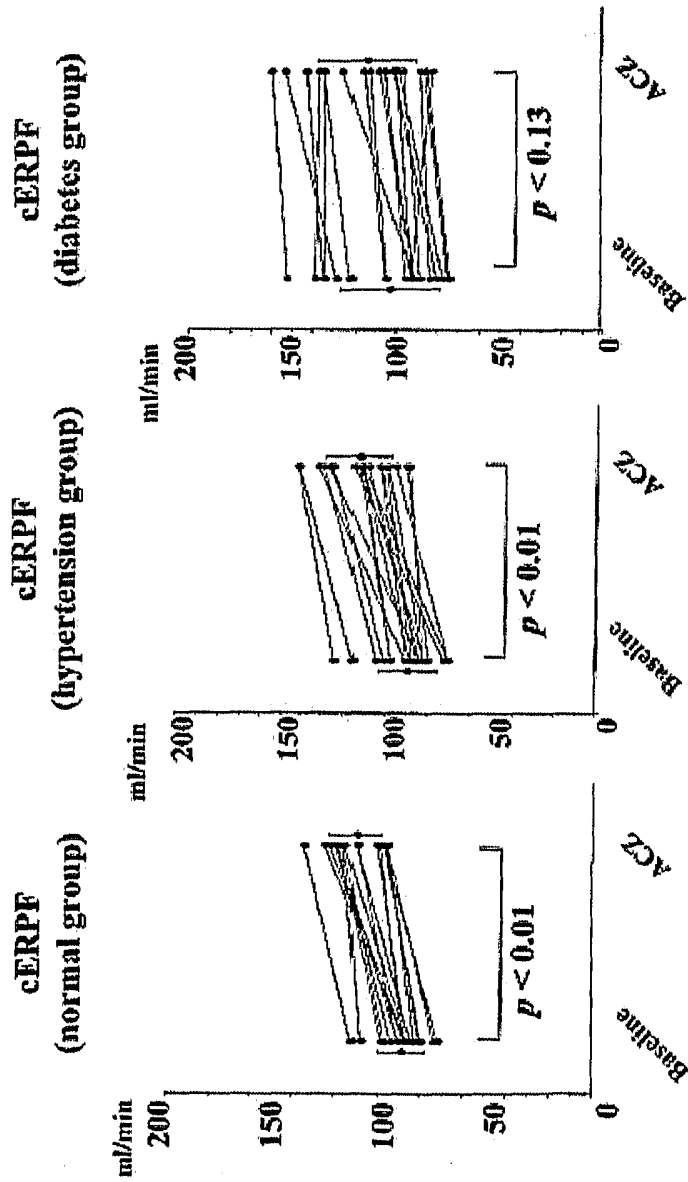 cERPF
(normal group)
ml/min
200
150
100
50
0
p < 0.01
Baseline
ACZ
cERPF
(hypertension group)
ml/min
200
150
100
50
0
p < 0.01
Baseline
ACZ
cERPF
(diabetes group)
ml/min
200
150
100
50
0
p < 0.13
Baseline
ACZ